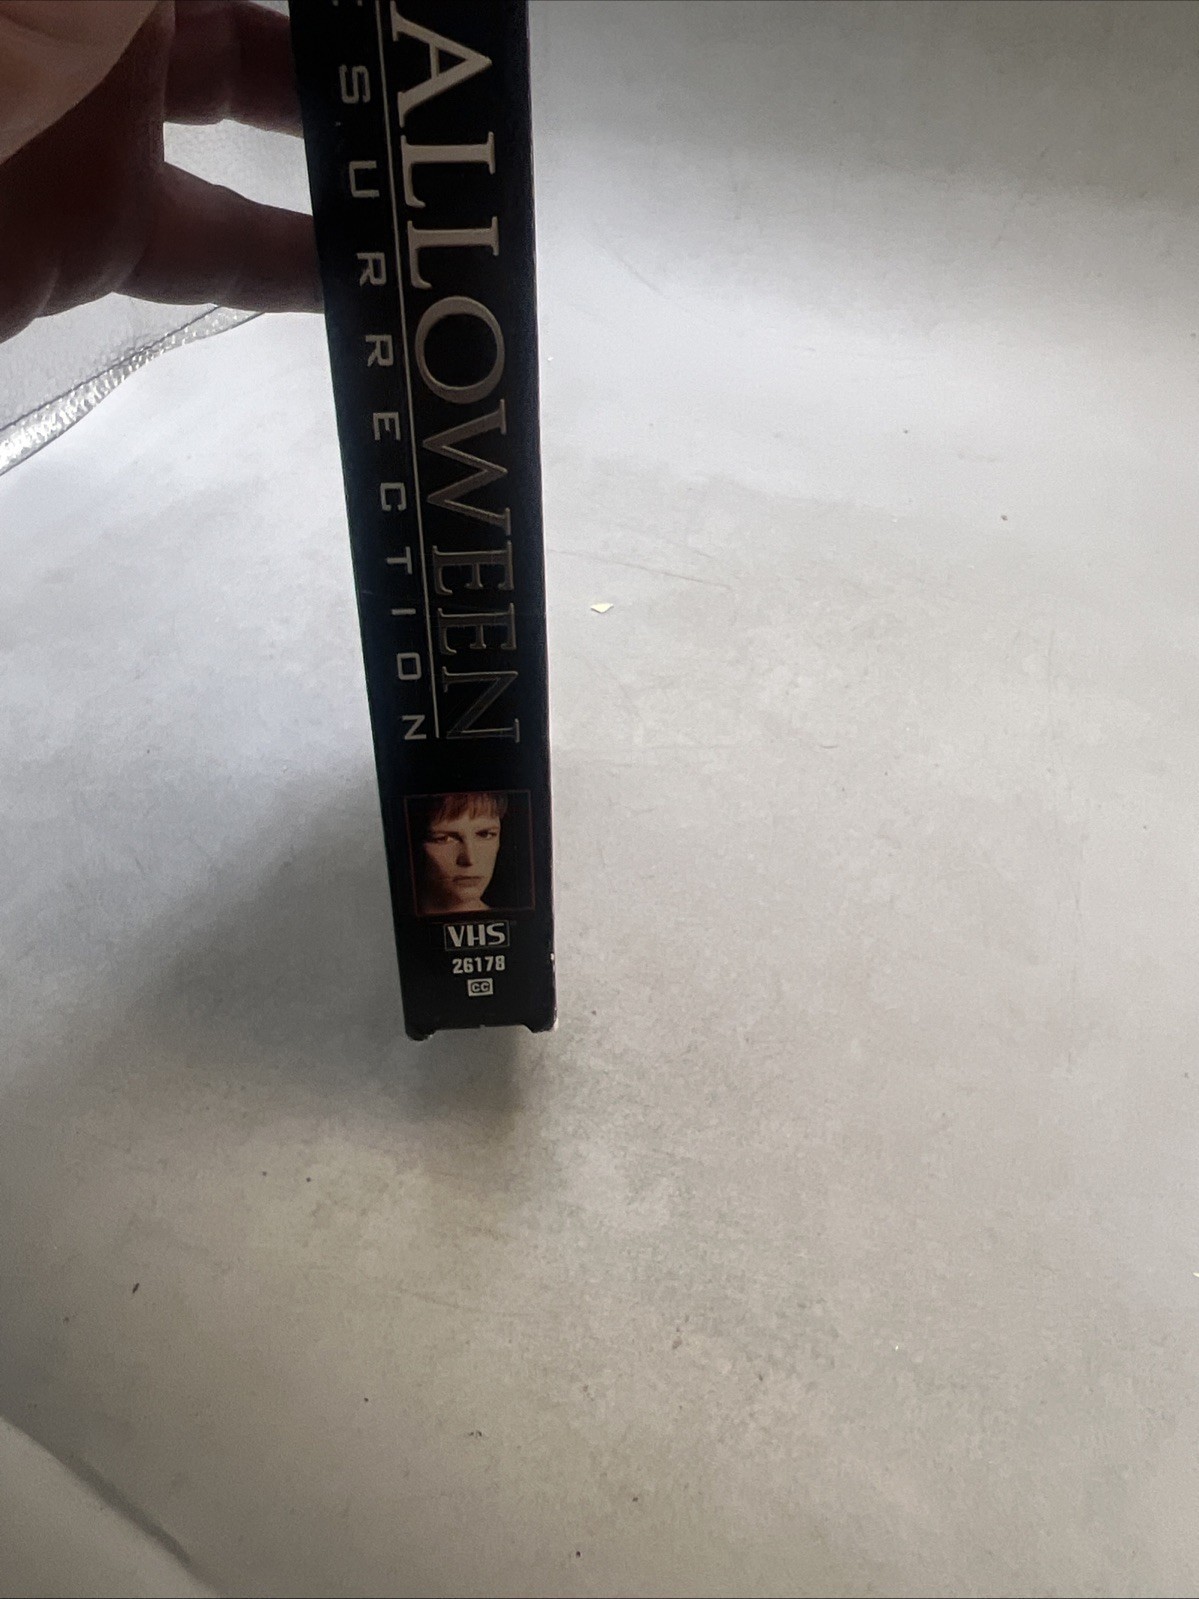 ALLOWEEN
SURRECTION
VHS
26178
CC